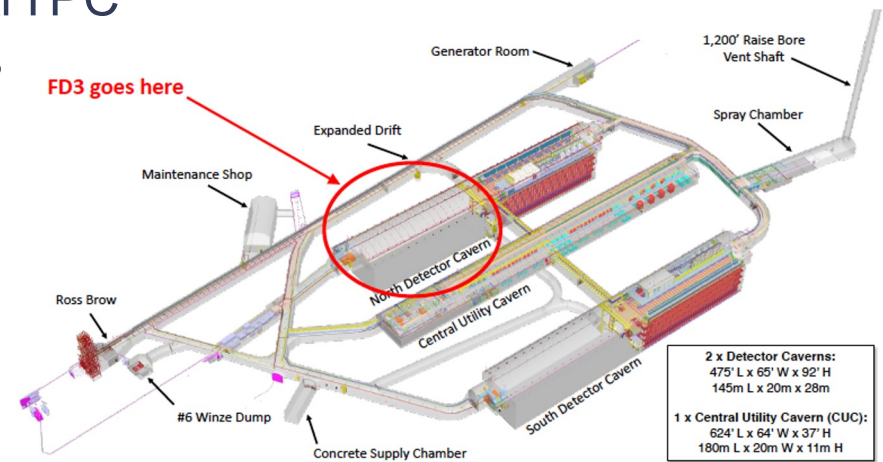 FD3 goes here
Generator Room
1,200' Raise Bore
Vent Shaft
Spray Chamber
Expanded Drift
Maintenance Shop
North Detector Cavern
Central Utility Cavern
South Detector Cavern
Ross Brow
#6 Winze Dump
Concrete Supply Chamber
2 x Detector Caverns:
475' L x 65' W x 92' H
145m L x 20m x 28m
1 x Central Utility Cavern (CUC):
624' L x 64' W x 37' H
180m L x 20m W x 11m H